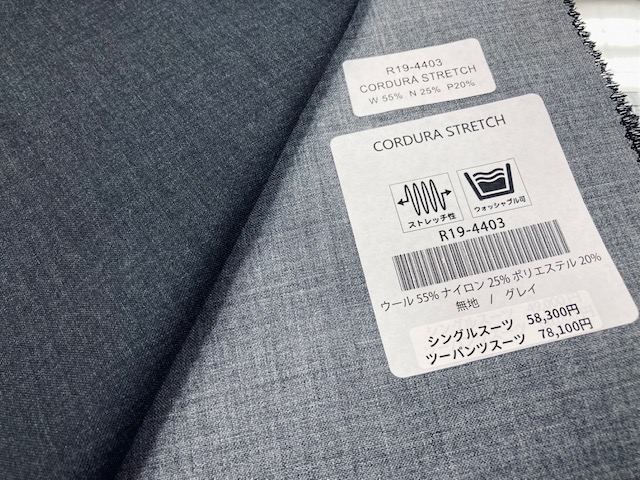 R19-4403
CORDURA STRETCH
W 55% N 25% P20%
CORDURA STRETCH
ストレッチ性
ウォッシャブル可
R19-4403
ウール 55% ナイロン 25% ポリエステル 20%
無地 / グレイ
シングルスーツ 58,300円
ツーパンツスーツ 78,100円